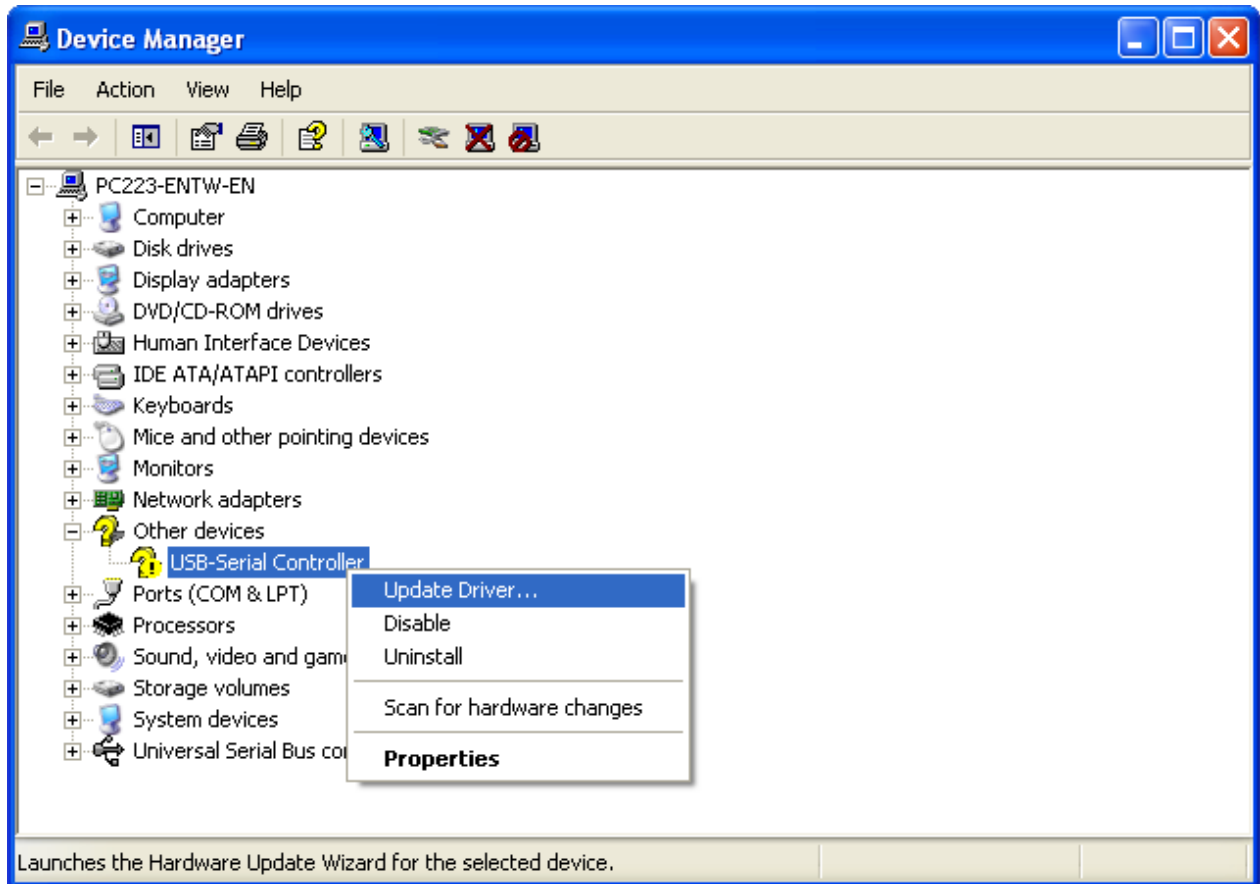 Device Manager
File Action View Help
PC223-ENTW-EN
Computer
Disk drives
Display adapters
DVD/CD-ROM drives
Human Interface Devices
IDE ATA/ATAPI controllers
Keyboards
Mice and other pointing devices
Monitors
Network adapters
Other devices
USB-Serial Controller
Ports (COM & LPT)
Processors
Sound, video and gam
Storage volumes
System devices
Universal Serial Bus co
Update Driver...
Disable
Uninstall
Scan for hardware changes
Properties
Launches the Hardware Update Wizard for the selected device.